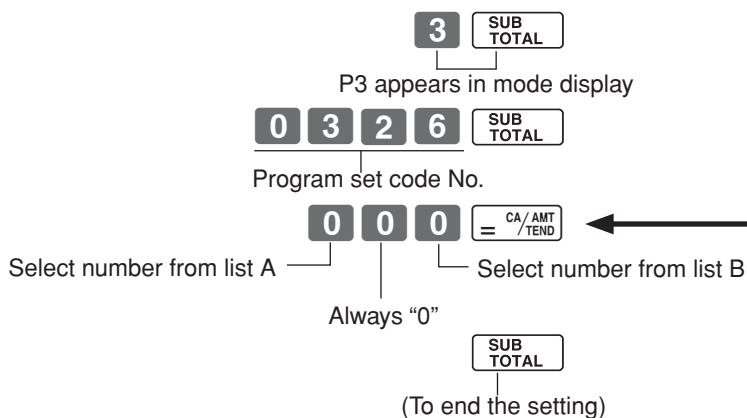 3 SUB TOTAL
P3 appears in mode display
0 3 2 6 SUB TOTAL
Program set code No.
0 0 0 = CA/AMT/TEND
Select number from list A
Select number from list B
Always “0”
SUB TOTAL
(To end the setting)